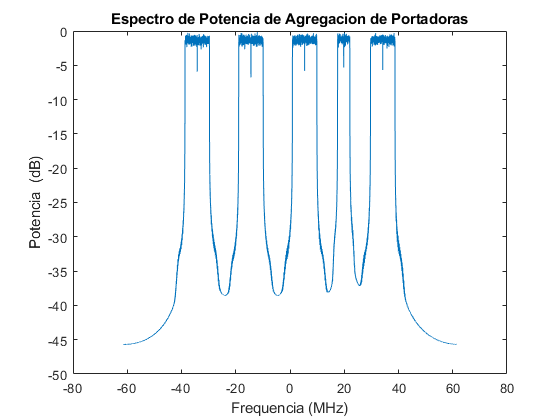 Espectro de Potencia de Agregacion de Portadoras
0
-5
-10
-15
-20
-25
-30
-35
-40
-45
-50
Potencia (dB)
-80 -60 -40 -20 0 20 40 60 80
Frequencia (MHz)